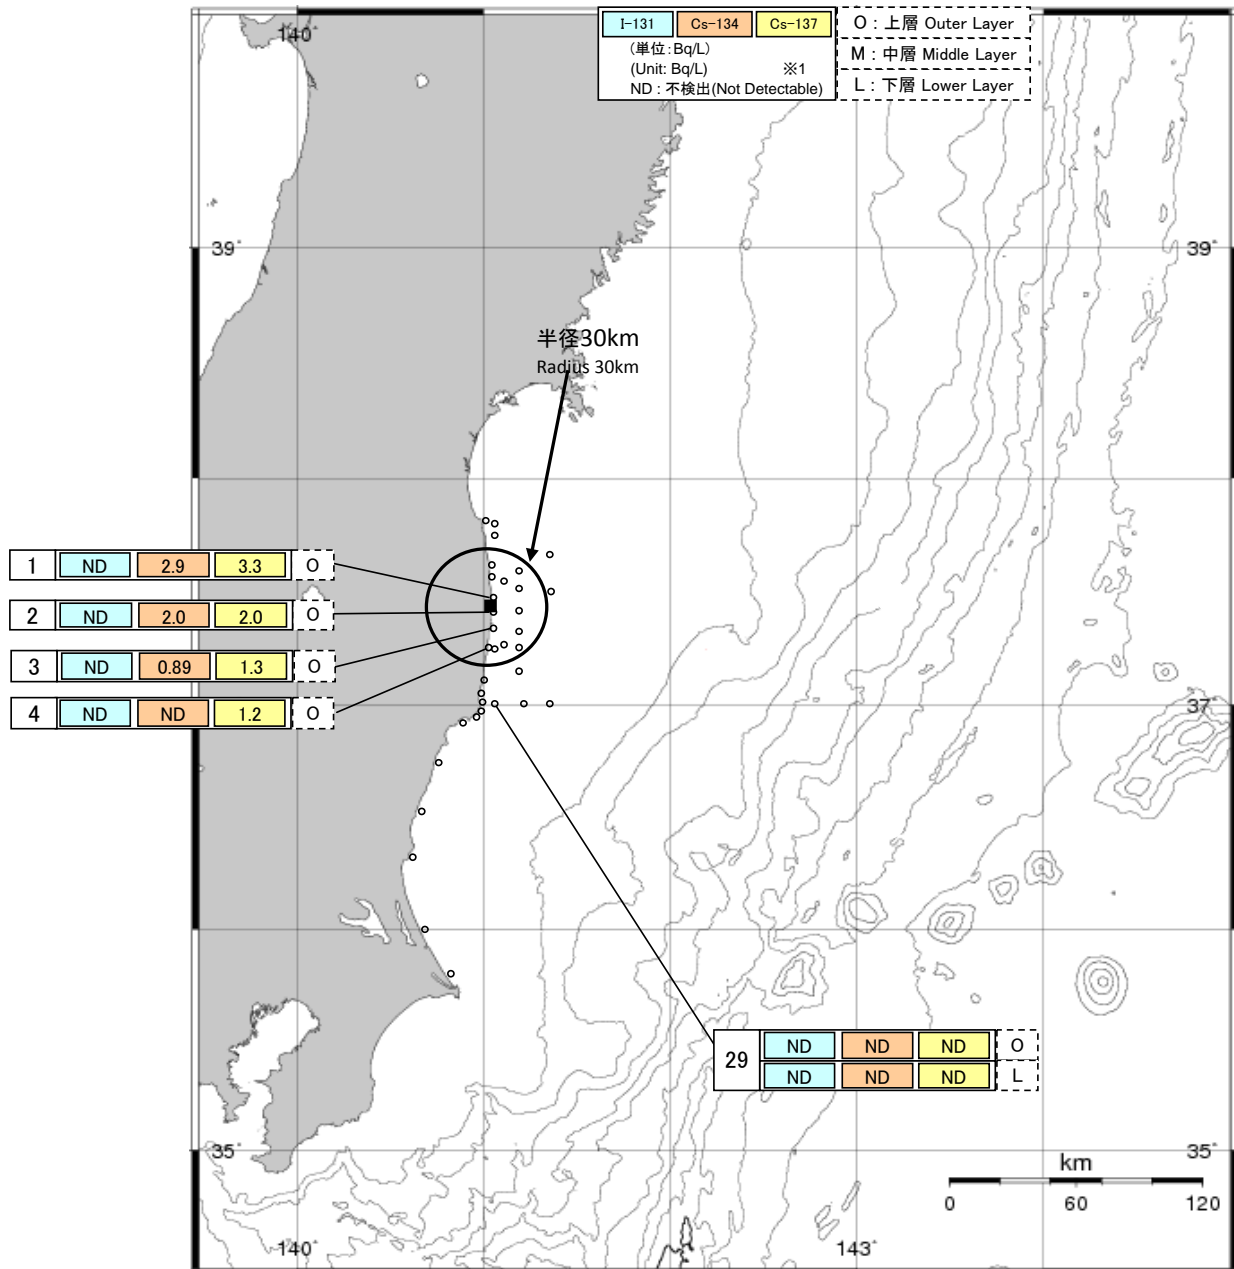 140°
I-131 Cs-134 Cs-137
(単位:Bq/L)
(Unit: Bq/L) ※1
ND : 不検出(Not Detectable)
O : 上層 Outer Layer
M : 中層 Middle Layer
L : 下層 Lower Layer
39° 39°
半径30km
Radius 30km
1 ND 2.9 3.3 O
2 ND 2.0 2.0 O
3 ND 0.89 1.3 O
4 ND ND 1.2 O
37°
29 ND ND ND O
ND ND ND L
35° 35°
km
0 60 120
140° 143°